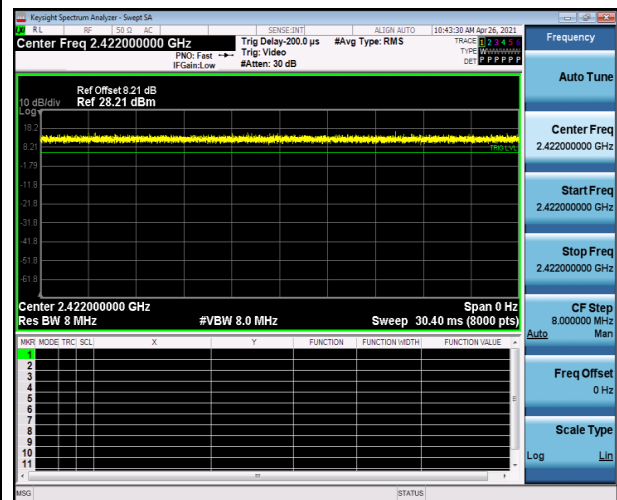 Keysight Spectrum Analyzer - Swept SA
RL RF 50 Ω AC SENSE:INT ALIGN AUTO 10:43:30 AM Apr 26, 2021
Center Freq 2.422000000 GHz
PNO: Fast
IFGain:Low
Trig Delay-200.0 µs
Trig: Video
#Atten: 30 dB
#Avg Type: RMS
TRACE 1 2 3 4 5 6
TYPE WWWWWW
DET P P P P P P
Ref Offset 8.21 dB
10 dB/div Ref 28.21 dBm
Log
18.2
8.21
TRIG LVL
-1.79
-11.8
-21.8
-31.8
-41.8
-51.8
-61.8
Center 2.422000000 GHz Span 0 Hz
Res BW 8 MHz #VBW 8.0 MHz Sweep 30.40 ms (8000 pts)
MKR MODE TRC SCL X Y FUNCTION FUNCTION WIDTH FUNCTION VALUE
1
2
3
4
5
6
7
8
9
10
11
MSG STATUS
Frequency
Auto Tune
Center Freq
2.422000000 GHz
Start Freq
2.422000000 GHz
Stop Freq
2.422000000 GHz
CF Step
8.000000 MHz
Auto Man
Freq Offset
0 Hz
Scale Type
Log Lin